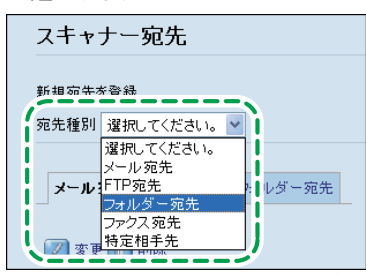 スキャナー宛先
新規宛先を登録
宛先種別 選択してください。
選択してください。
メール宛先
FTP宛先
フォルダー宛先
ファクス宛先
特定相手先
メール
ルダー宛先
変更